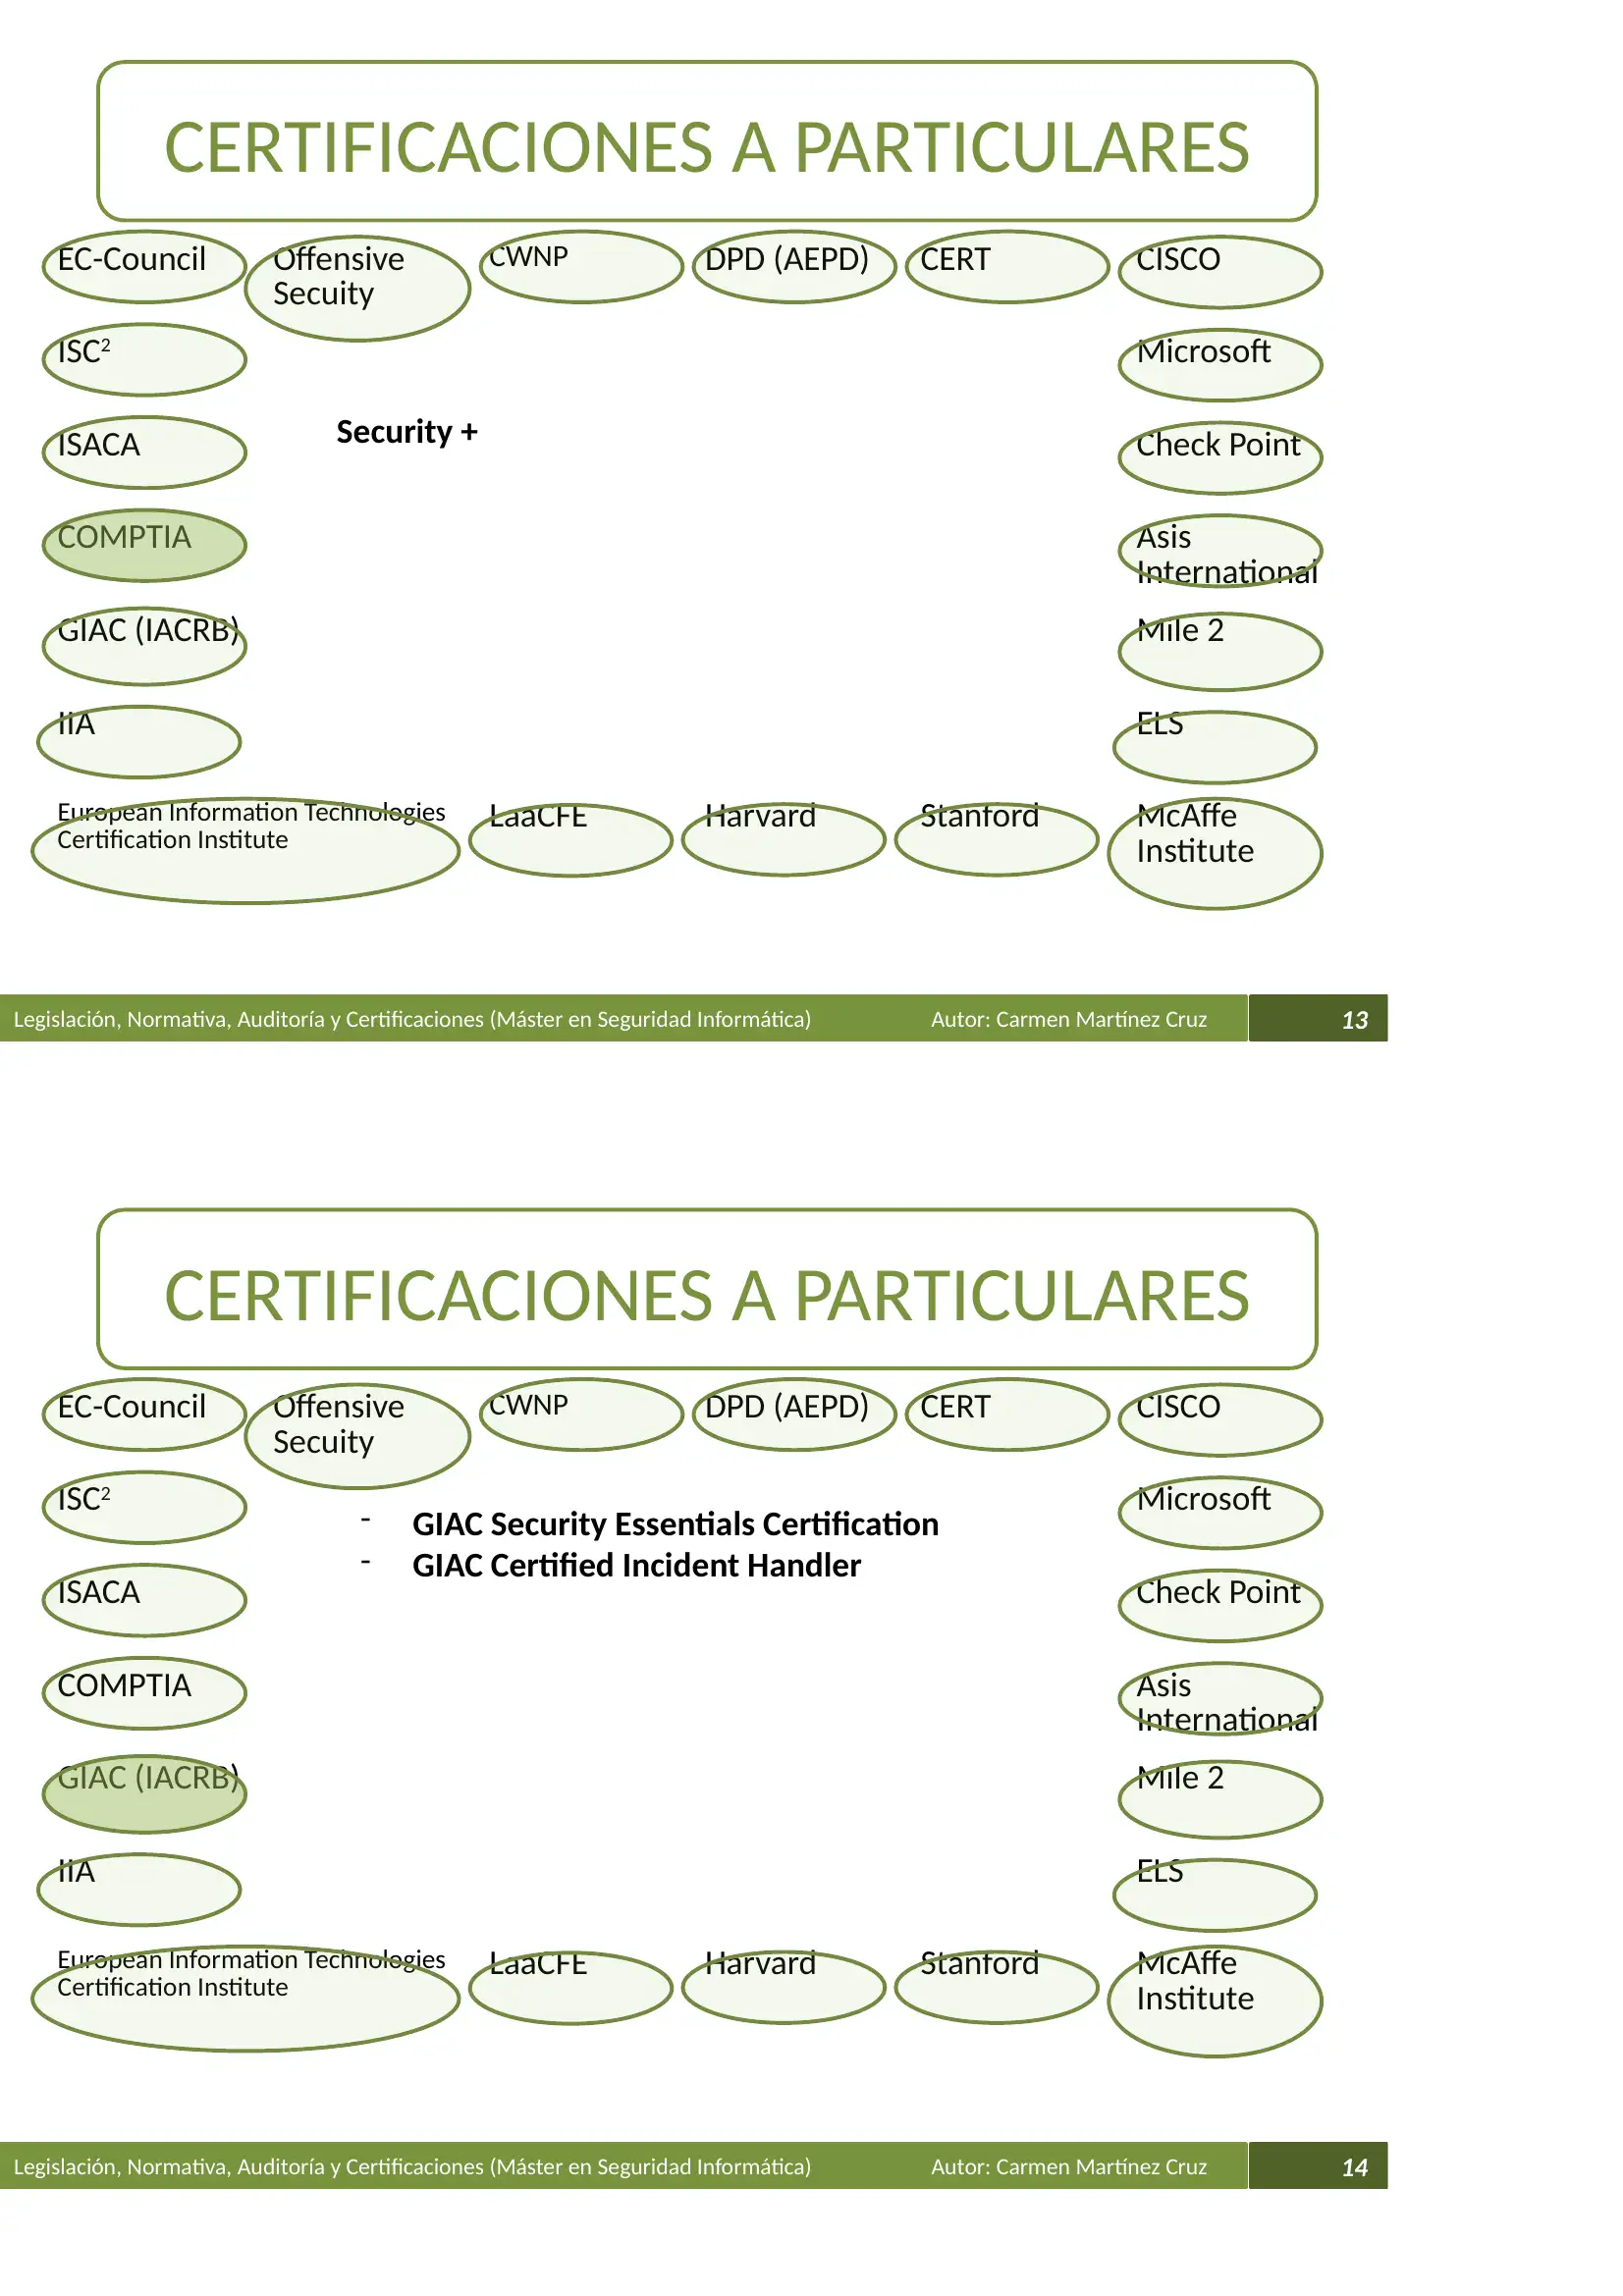 CERTIFICACIONES A PARTICULARES
EC-Council
Offensive
Secuity
CWNP
DPD (AEPD)
CERT
CISCO
ISC²
Microsoft
Security +
ISACA
Check Point
COMPTIA
Asis
International
GIAC (IACRB)
Mile 2
IIA
ELS
European Information Technologies
Certification Institute
LaaCFE
Harvard
Stanford
McAffe
Institute
Legislación, Normativa, Auditoría y Certificaciones (Máster en Seguridad Informática) Autor: Carmen Martínez Cruz 13
CERTIFICACIONES A PARTICULARES
EC-Council
Offensive
Secuity
CWNP
DPD (AEPD)
CERT
CISCO
ISC²
Microsoft
- GIAC Security Essentials Certification
- GIAC Certified Incident Handler
ISACA
Check Point
COMPTIA
Asis
International
GIAC (IACRB)
Mile 2
IIA
ELS
European Information Technologies
Certification Institute
LaaCFE
Harvard
Stanford
McAffe
Institute
Legislación, Normativa, Auditoría y Certificaciones (Máster en Seguridad Informática) Autor: Carmen Martínez Cruz 14